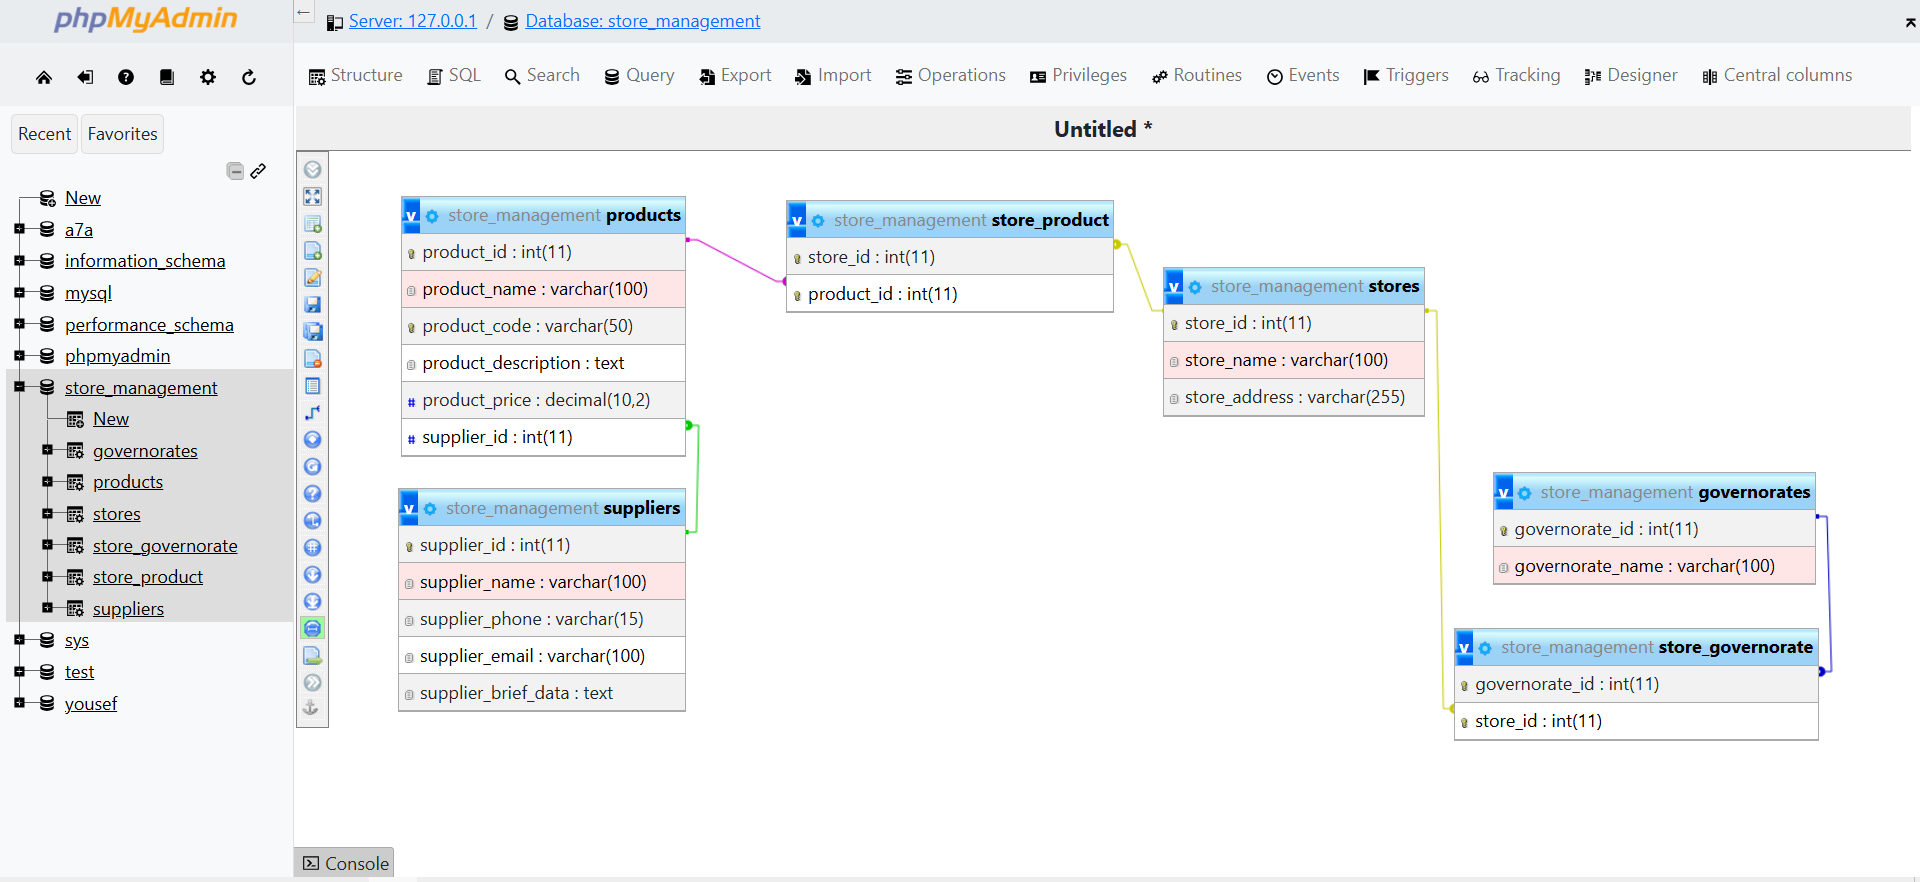 phpMyAdmin
Server: 127.0.0.1 / Database: store_management
Structure SQL Search Query Export Import Operations Privileges Routines Events Triggers Tracking Designer Central columns
Recent Favorites
New
a7a
information_schema
mysql
performance_schema
phpmyadmin
store_management
New
governorates
products
stores
store_governorate
store_product
suppliers
sys
test
yousef
Untitled *
v store_management products
product_id : int(11)
product_name : varchar(100)
product_code : varchar(50)
product_description : text
# product_price : decimal(10,2)
# supplier_id : int(11)
v store_management suppliers
supplier_id : int(11)
supplier_name : varchar(100)
supplier_phone : varchar(15)
supplier_email : varchar(100)
supplier_brief_data : text
v store_management store_product
store_id : int(11)
product_id : int(11)
v store_management stores
store_id : int(11)
store_name : varchar(100)
store_address : varchar(255)
v store_management governorates
governorate_id : int(11)
governorate_name : varchar(100)
v store_management store_governorate
governorate_id : int(11)
store_id : int(11)
Console